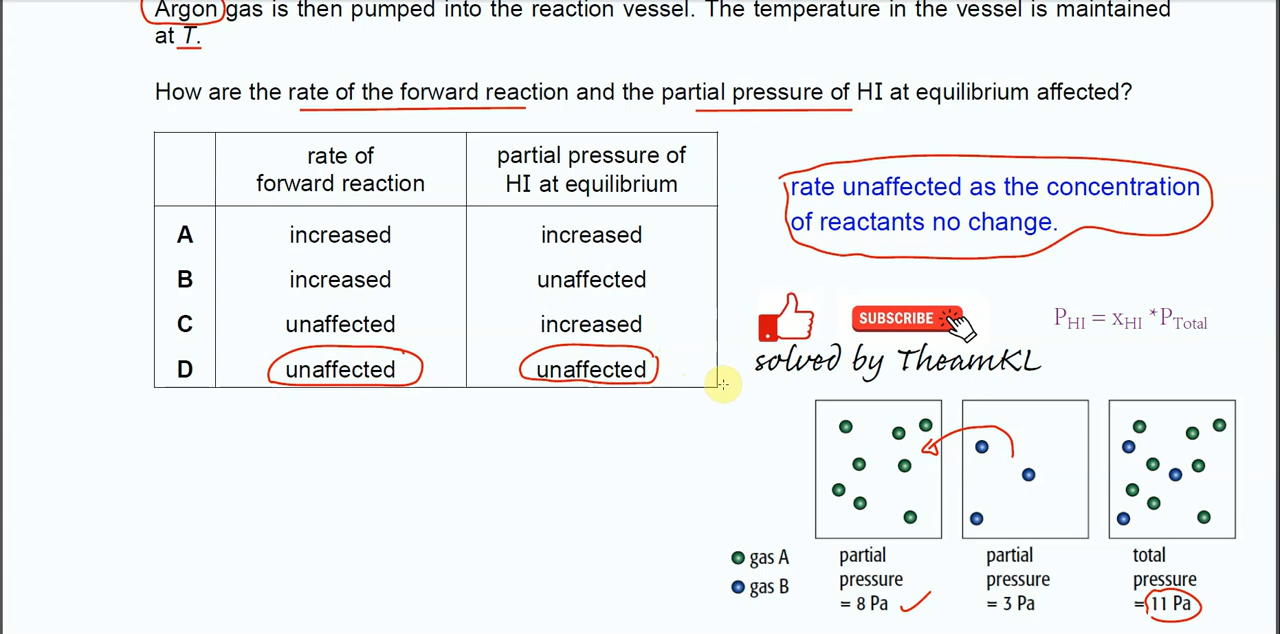 Argon gas is then pumped into the reaction vessel. The temperature in the vessel is maintained
at T.
How are the rate of the forward reaction and the partial pressure of HI at equilibrium affected?
rate of
forward reaction
partial pressure of
HI at equilibrium
A increased increased
B increased unaffected
C unaffected increased
D unaffected unaffected
rate unaffected as the concentration
of reactants no change.
SUBSCRIBE
P_HI = x_HI *P_Total
solved by TheamKL
gas A
gas B
partial
pressure
= 8 Pa
partial
pressure
= 3 Pa
total
pressure
= 11 Pa